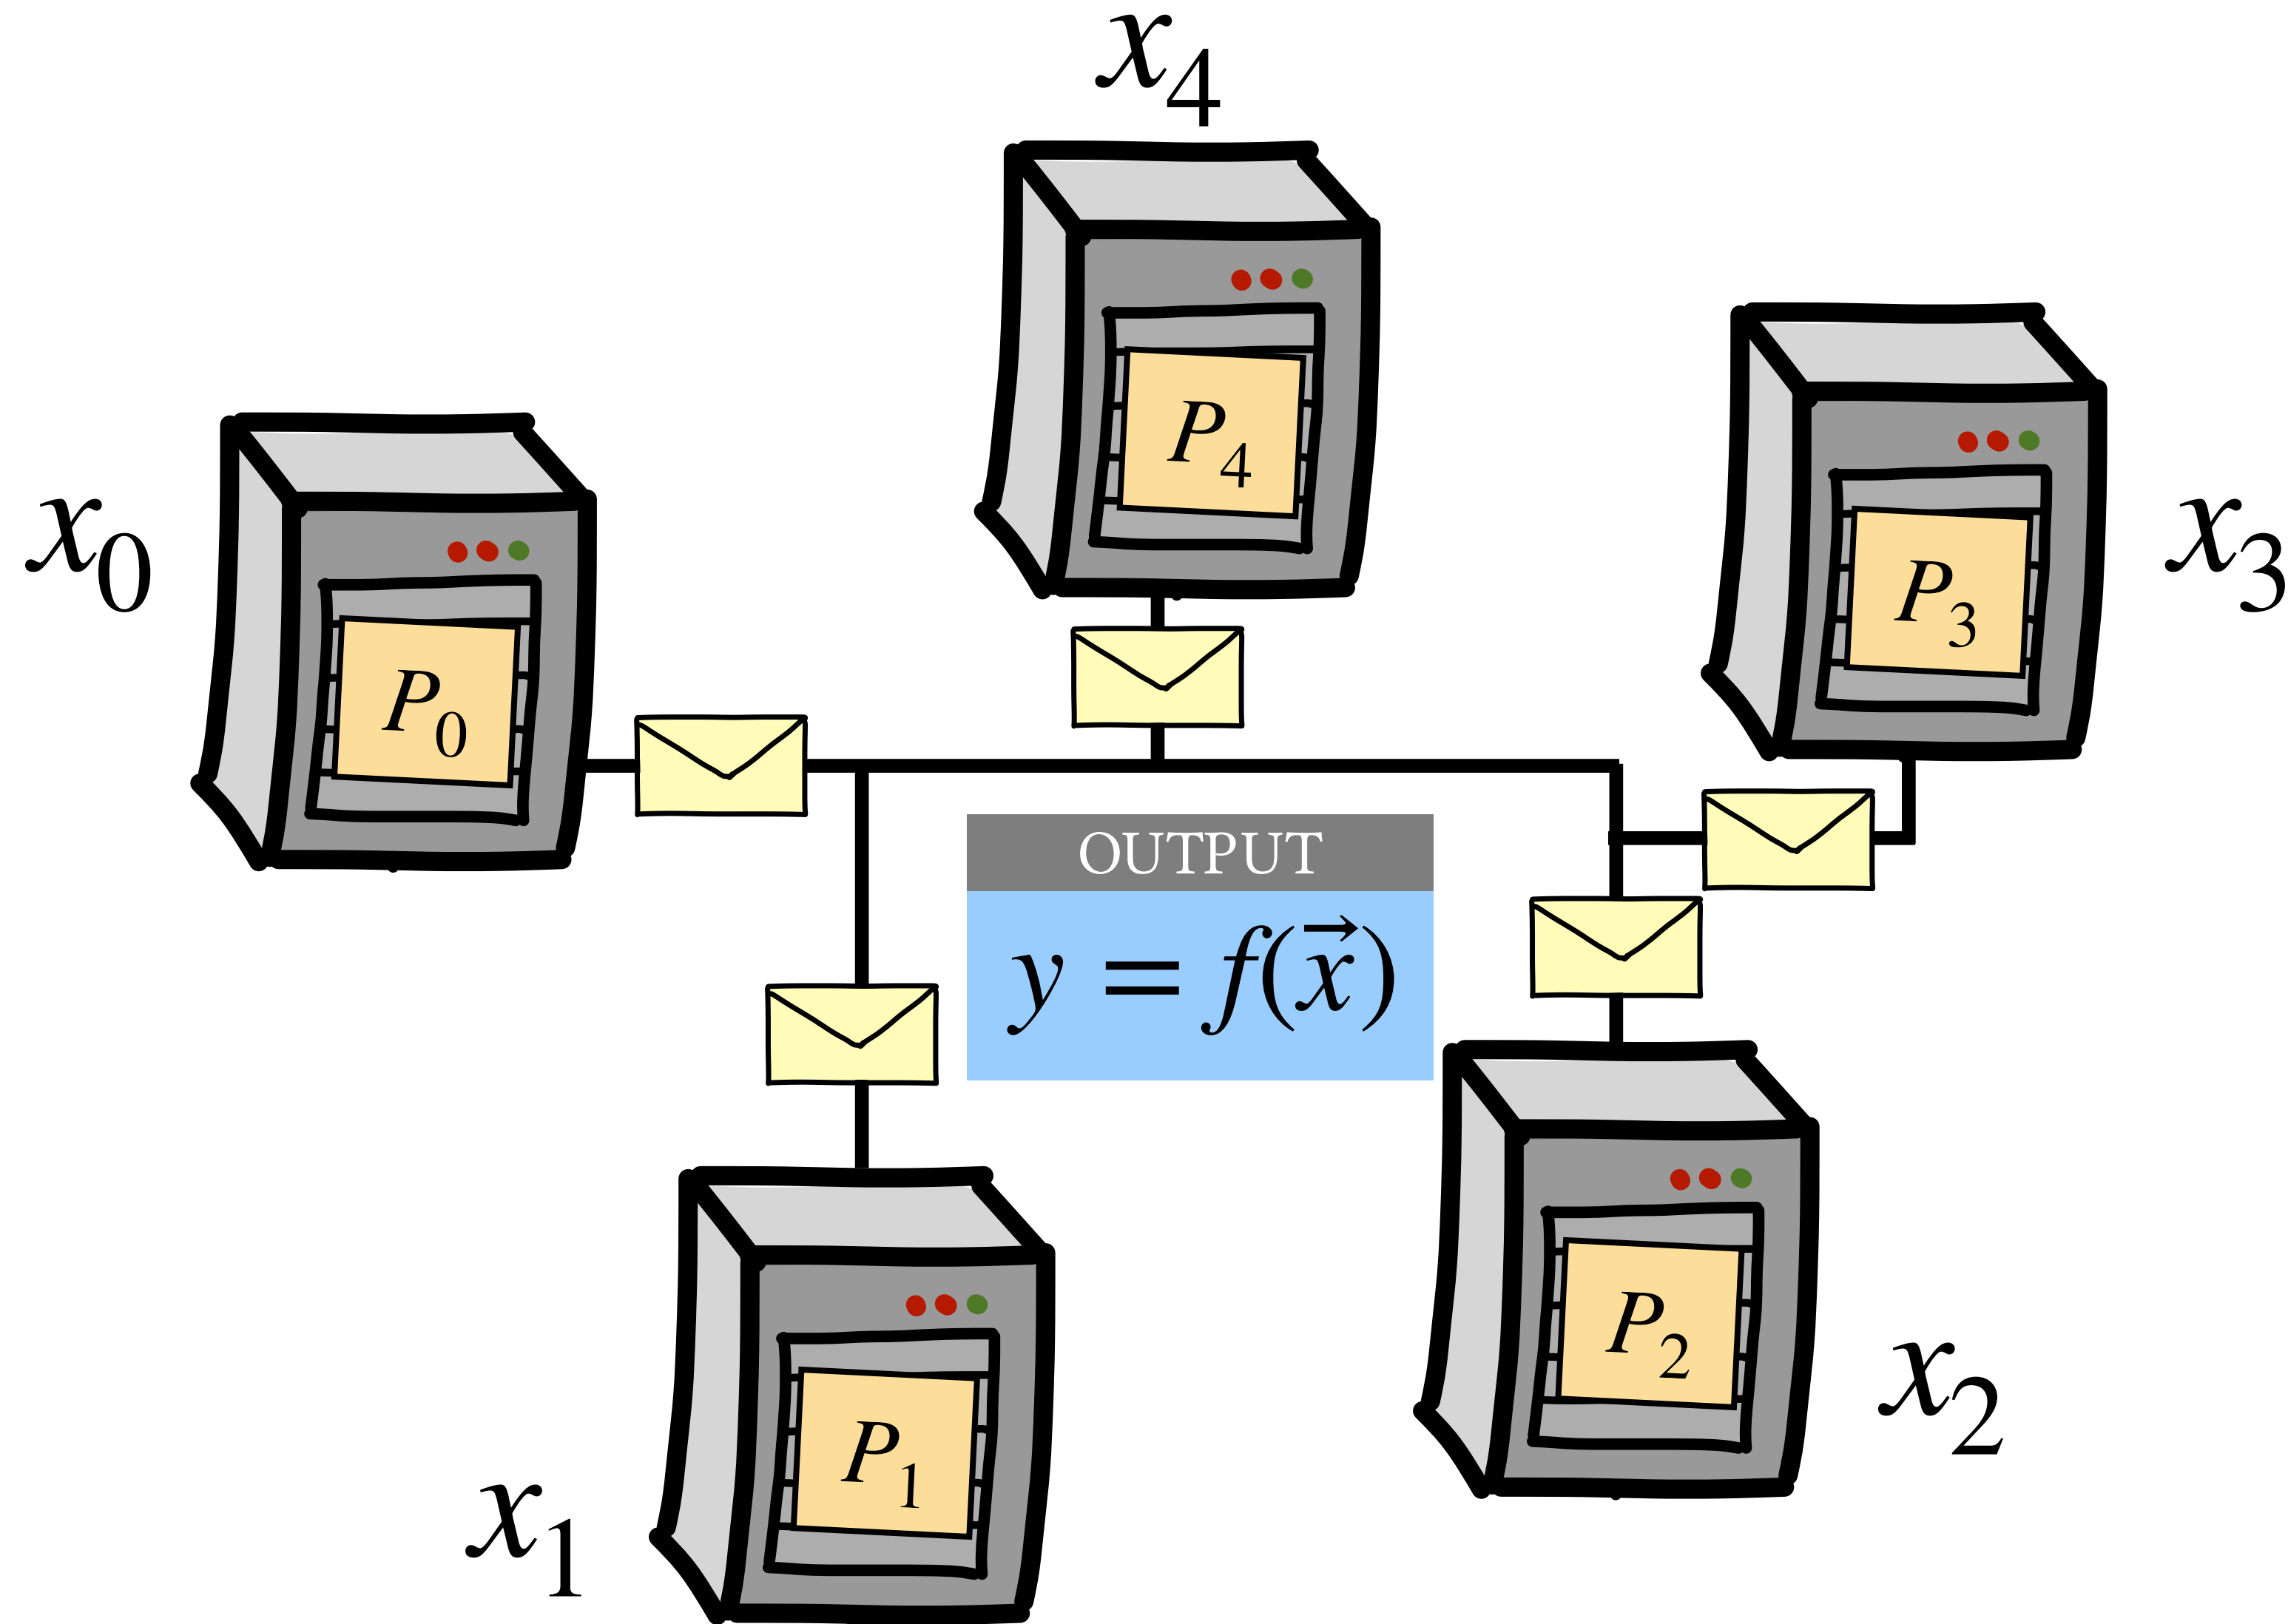 x₄
P₄
x₀
P₀
x₃
P₃
OUTPUT
y = f(x⃗)
P₂
x₂
P₁
x₁